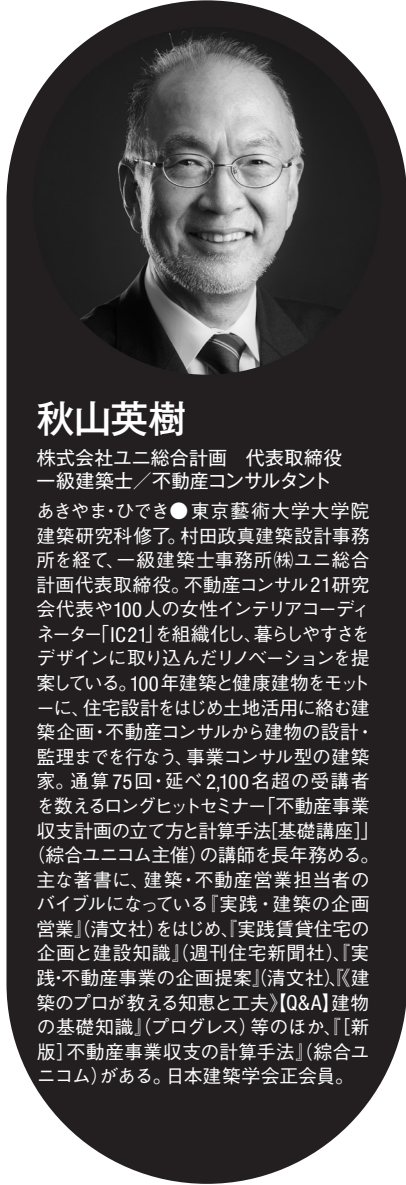 秋山英樹
株式会社ユニ総合計画　代表取締役
一級建築士／不動産コンサルタント
あきやま・ひでき●東京藝術大学大学院
建築研究科修了。村田政真建築設計事務
所を経て、一級建築士事務所㈱ユニ総合
計画代表取締役。不動産コンサル21研究
会代表や100人の女性インテリアコーディ
ネーター「IC21」を組織化し、暮らしやすさを
デザインに取り込んだリノベーションを提
案している。100年建築と健康建物をモット
ーに、住宅設計をはじめ土地活用に絡む建
築企画・不動産コンサルから建物の設計・
監理までを行なう、事業コンサル型の建築
家。通算75回・延べ2,100名超の受講者
を数えるロングヒットセミナー「不動産事業
収支計画の立て方と計算手法[基礎講座]」
（綜合ユニコム主催）の講師を長年務める。
主な著書に、建築・不動産営業担当者の
バイブルになっている『実践・建築の企画
営業』（清文社）をはじめ、『実践賃貸住宅の
企画と建設知識』（週刊住宅新聞社）、『実
践・不動産事業の企画提案』（清文社）、『《建
築のプロが教える知恵と工夫》【Q&A】建物
の基礎知識』（プログレス）等のほか、『［新
版］不動産事業収支の計算手法』（綜合ユ
ニコム）がある。日本建築学会正会員。